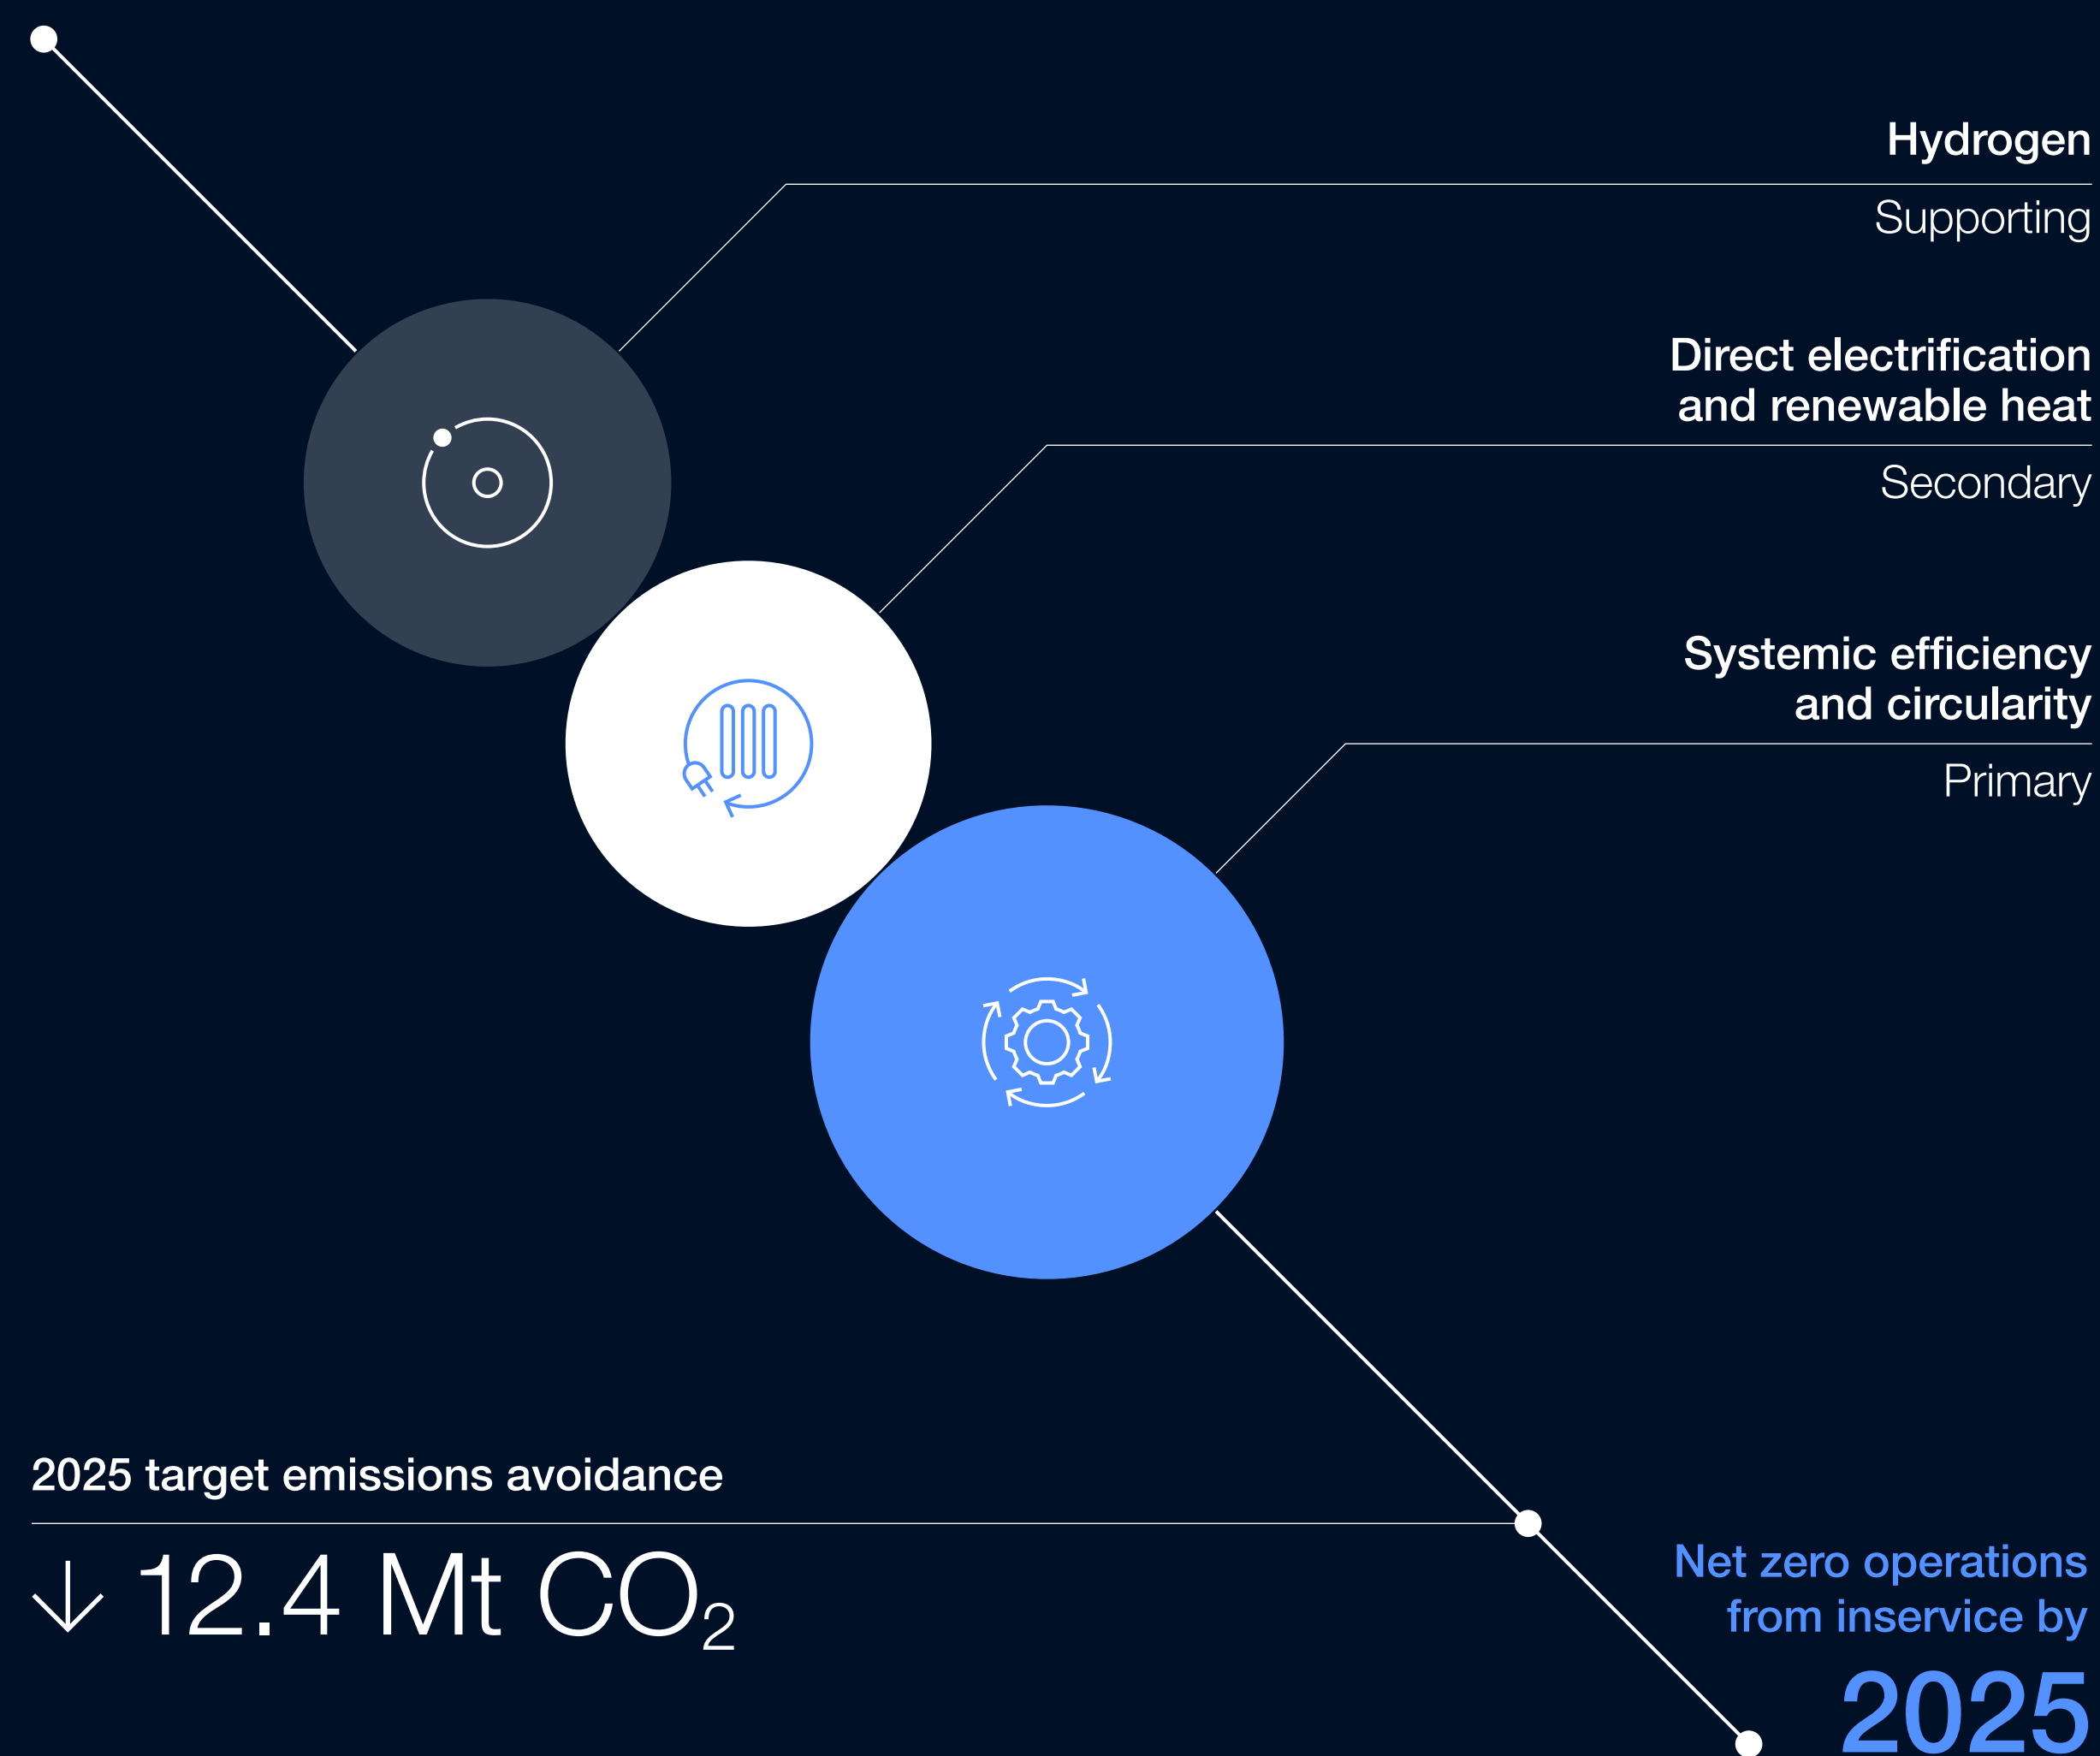 Hydrogen
Supporting
Direct electrification
and renewable heat
Secondary
Systemic efficiency
and circularity
Primary
2025 target emissions avoidance
12.4 Mt CO₂
Net zero operations
from inservice by
2025